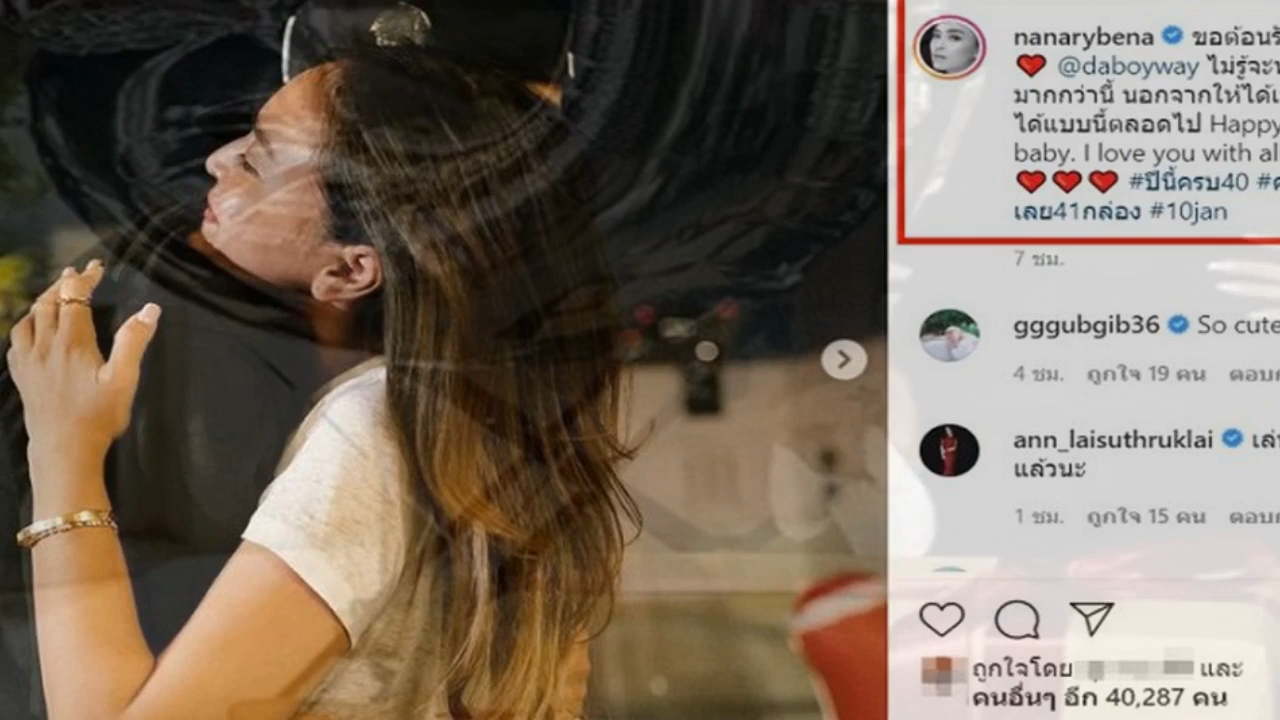 nanarybena ขอต้อนรั
@daboyway ไม่รู้จะ
มากกว่านี้ นอกจากให้ได้
ได้แบบนี้ตลอดไป Happy
baby. I love you with al
#ปีนี้ครบ40 #
เลย41กล่อง #10jan
7 ชม.
gggubgib36 So cute
4 ชม. ถูกใจ 19 คน ตอบ
ann_laisuthruklai
แล้วนะ
1 ชม. ถูกใจ 15 คน ตอบ
ถูกใจโดย และ
คนอื่นๆ อีก 40,287 คน